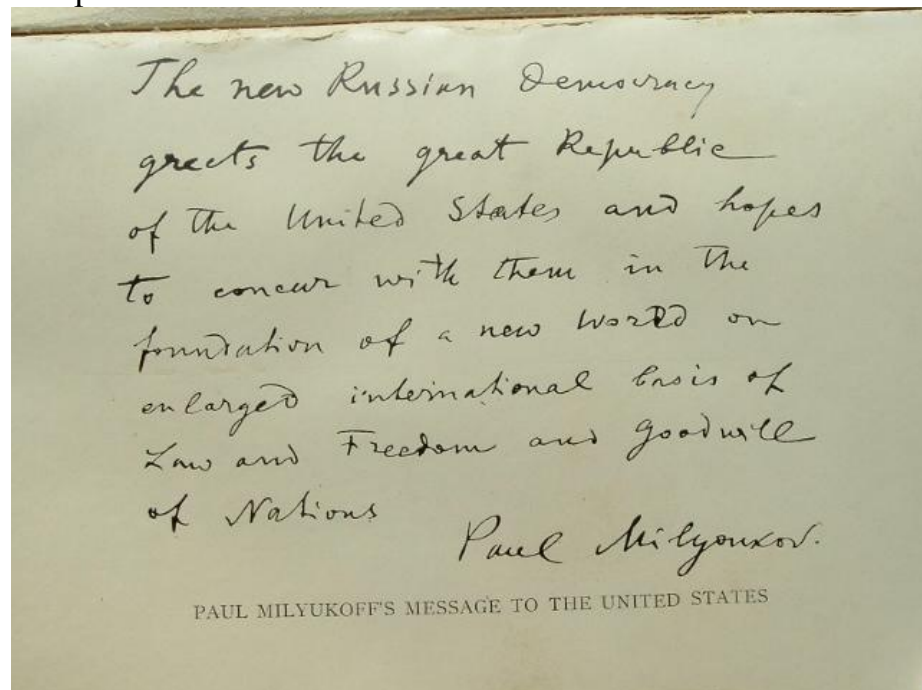 The new Russian Democracy
greets the great Republic
of the United States and hopes
to concur with them in the
foundation of a new World on
enlarged international basis of
Law and Freedom and Goodwill
of Nations
Paul Milyoukov.
PAUL MILYUKOFF'S MESSAGE TO THE UNITED STATES